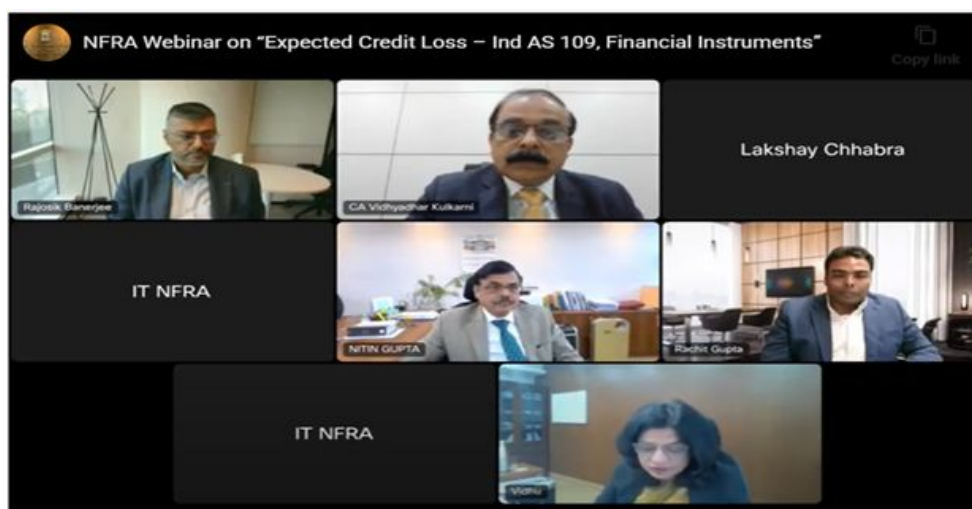 NFRA Webinar on “Expected Credit Loss – Ind AS 109, Financial Instruments”
Copy link
Rajosik Banerjee
CA Vidhyadhar Kulkarni
Lakshay Chhabra
IT NFRA
NITIN GUPTA
Rachit Gupta
IT NFRA
Vidhu